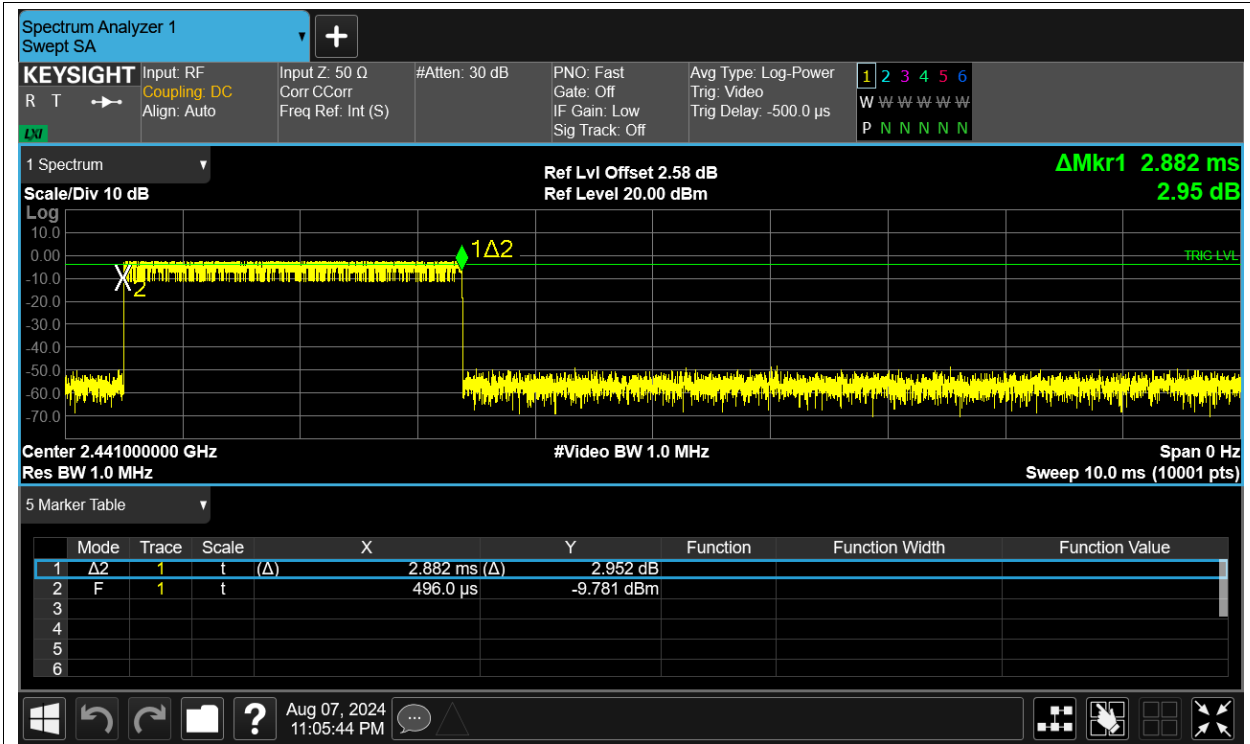 Spectrum Analyzer 1
Swept SA
KEYSIGHT
R T
LXI
Input: RF
Coupling: DC
Align: Auto
Input Z: 50 Ω
Corr CCorr
Freq Ref: Int (S)
#Atten: 30 dB
PNO: Fast
Gate: Off
IF Gain: Low
Sig Track: Off
Avg Type: Log-Power
Trig: Video
Trig Delay: -500.0 µs
1 2 3 4 5 6
W W W W W W
P N N N N N
1 Spectrum
Scale/Div 10 dB
Ref Lvl Offset 2.58 dB
Ref Level 20.00 dBm
ΔMkr1 2.882 ms
2.95 dB
Log
10.0
0.00
-10.0
-20.0
-30.0
-40.0
-50.0
-60.0
-70.0
1Δ2
TRIG LVL
2
Center 2.441000000 GHz
Res BW 1.0 MHz
#Video BW 1.0 MHz
Span 0 Hz
Sweep 10.0 ms (10001 pts)
5 Marker Table
Mode Trace Scale X Y Function Function Width Function Value
1 Δ2 1 t (Δ) 2.882 ms (Δ) 2.952 dB
2 F 1 t 496.0 µs -9.781 dBm
3
4
5
6
?
Aug 07, 2024
11:05:44 PM